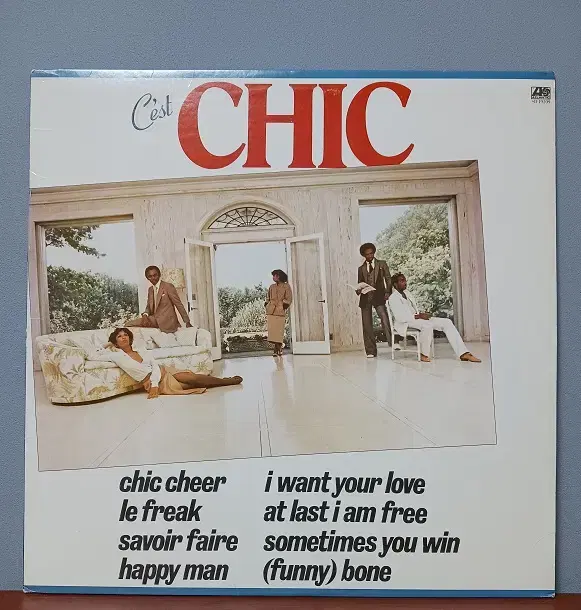 C'est
CHIC
ATLANTIC
chic cheer
le freak
savoir faire
happy man
i want your love
at last i am free
sometimes you win
(funny) bone